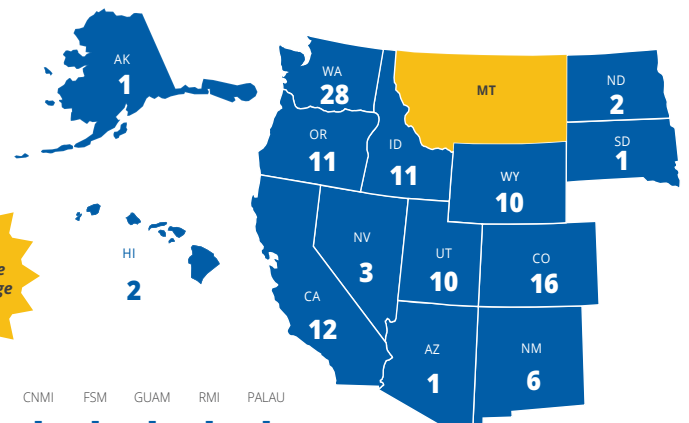 AK
1
WA
28
MT
ND
2
OR
11
ID
11
SD
1
WY
10
HI
2
NV
3
UT
10
CO
16
CA
12
AZ
1
NM
6
CNMI FSM GUAM RMI PALAU